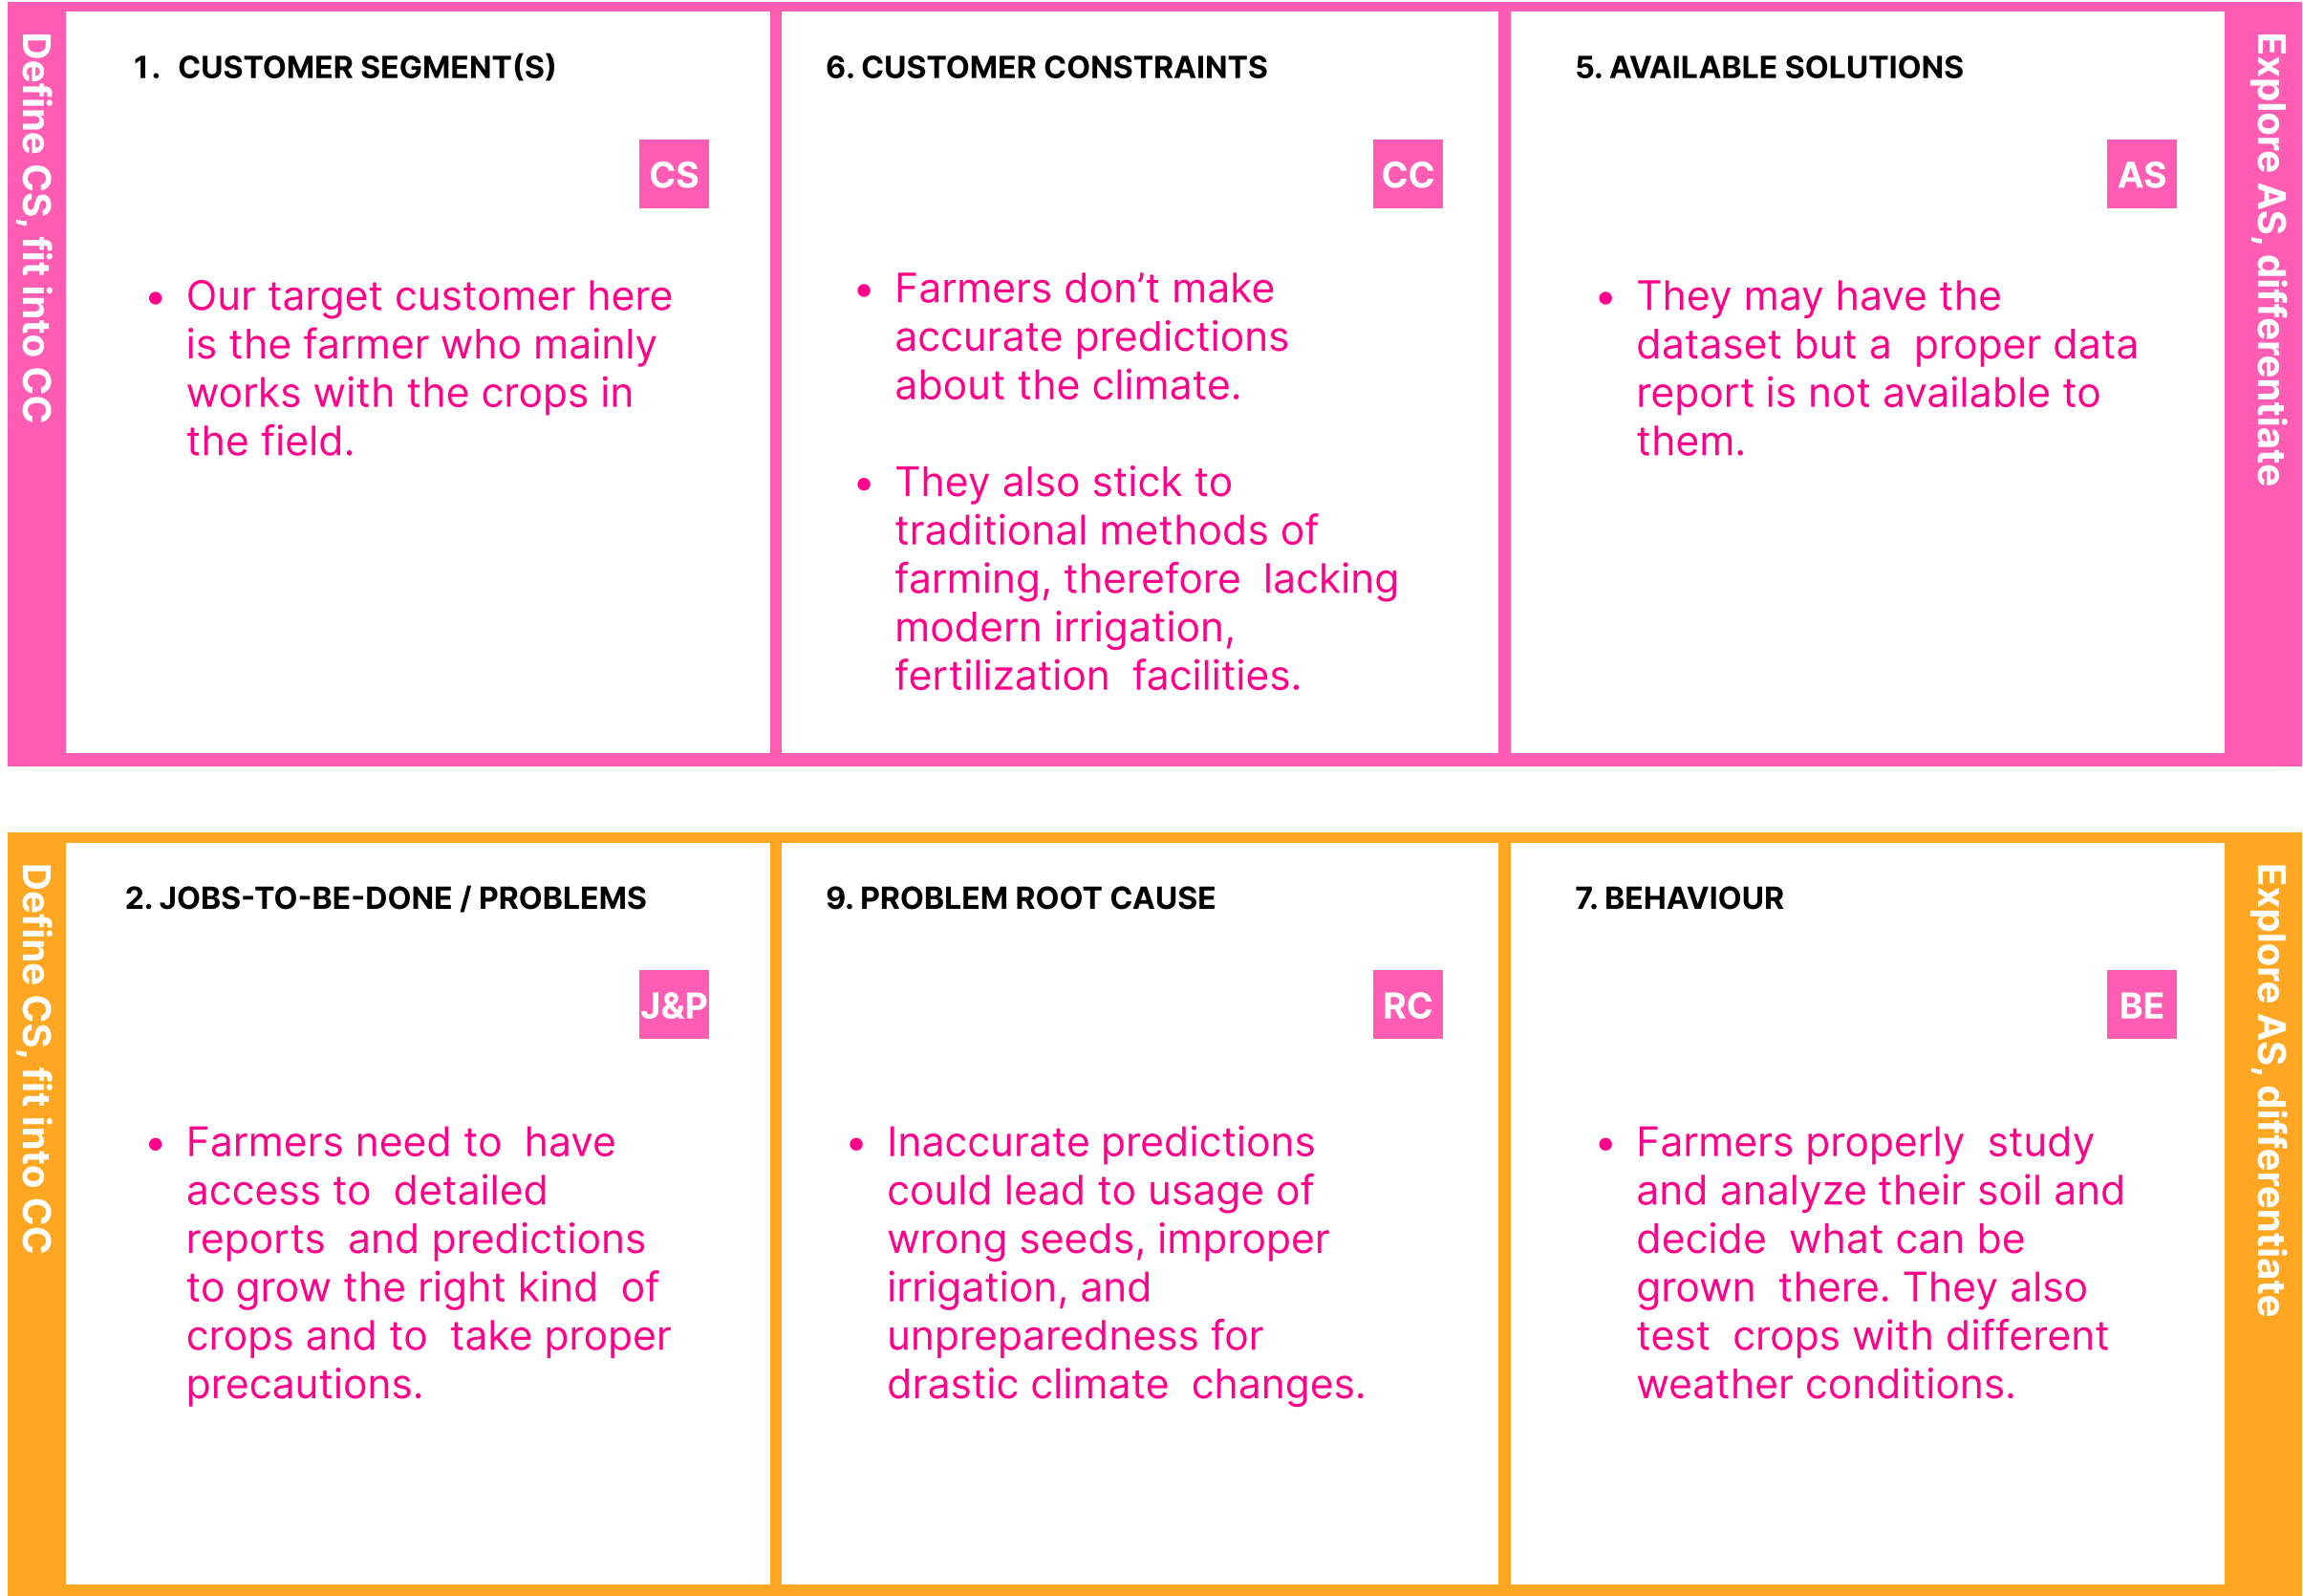 Define CS, fit into CC
1. CUSTOMER SEGMENT(S)
CS
• Our target customer here
is the farmer who mainly
works with the crops in
the field.
6. CUSTOMER CONSTRAINTS
CC
• Farmers don’t make
accurate predictions
about the climate.
• They also stick to
traditional methods of
farming, therefore lacking
modern irrigation,
fertilization facilities.
5. AVAILABLE SOLUTIONS
AS
• They may have the
dataset but a proper data
report is not available to
them.
Explore AS, differentiate
Define CS, fit into CC
2. JOBS-TO-BE-DONE / PROBLEMS
J&P
• Farmers need to have
access to detailed
reports and predictions
to grow the right kind of
crops and to take proper
precautions.
9. PROBLEM ROOT CAUSE
RC
• Inaccurate predictions
could lead to usage of
wrong seeds, improper
irrigation, and
unpreparedness for
drastic climate changes.
7. BEHAVIOUR
BE
• Farmers properly study
and analyze their soil and
decide what can be
grown there. They also
test crops with different
weather conditions.
Explore AS, differentiate